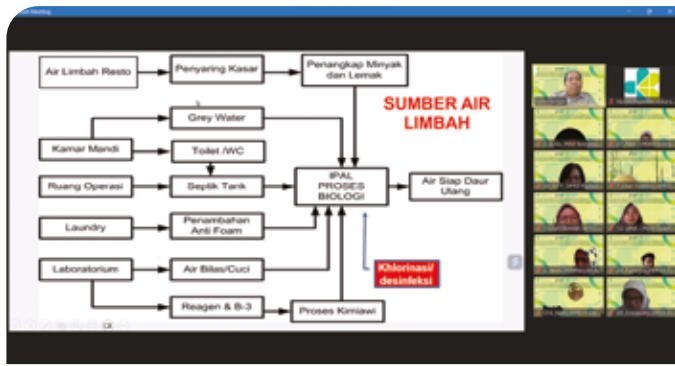 Meeting
Air Limbah Resto
Penyaring Kasar
Penangkap Minyak
dan Lemak
SUMBER AIR
LIMBAH
Grey Water
Kamar Mandi
Toilet /WC
IPAL
PROSES
BIOLOGI
Air Siap Daur
Ulang
Ruang Operasi
Septik Tank
Laundry
Penambahan
Anti Foam
Khlorinasi/
desinfeksi
Laboratorium
Air Bilas/Cuci
Reagen & B-3
Proses Kimiawi